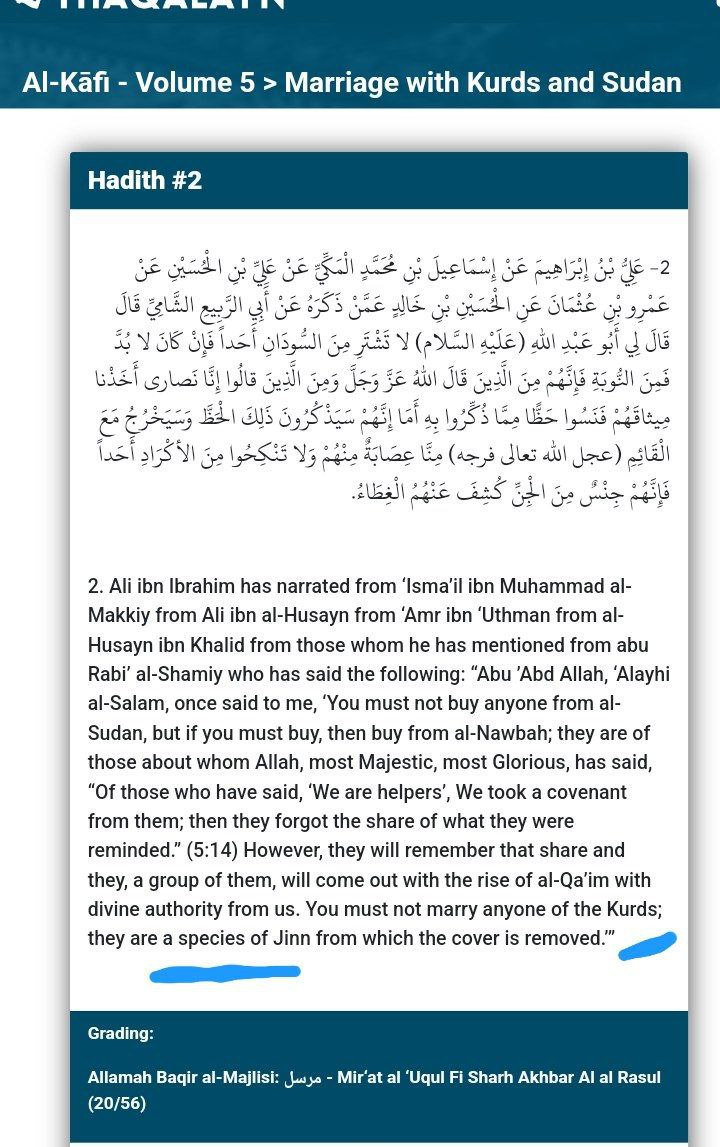 THAQALAYN
Al-Kāfi - Volume 5 > Marriage with Kurds and Sudan
Hadith #2
2- عَلِيُّ بْنُ إِبْرَاهِيمَ عَنْ إِسْمَاعِيلَ بْنِ مُحَمَّدٍ الْمَكِّيِّ عَنْ عَلِيِّ بْنِ الْحُسَيْنِ عَنْ
عَمْرِو بْنِ عُثْمَانَ عَنِ الْحُسَيْنِ بْنِ خَالِدٍ عَمَّنْ ذَكَرَهُ عَنْ أَبِي الرَّبِيعِ الشَّامِيِّ قَالَ
قَالَ لِي أَبُو عَبْدِ اللهِ (عَلَيْهِ السَّلام) لا تَشْتَرِ مِنَ السُّودَانِ أَحَداً فَإِنْ كَانَ لا بُدَّ
فَمِنَ النُّوبَةِ فَإِنَّهُمْ مِنَ الَّذِينَ قَالَ اللهُ عَزَّ وَجَلَّ وَمِنَ الَّذِينَ قالُوا إِنَّا نَصارى أَخَذْنا
مِيثاقَهُمْ فَنَسُوا حَظًّا مِمَّا ذُكِّرُوا بِهِ أَمَا إِنَّهُمْ سَيَذْكُرُونَ ذَلِكَ الْحَظَّ وَسَيَخْرُجُ مَعَ
الْقَائِمِ (عجل الله تعالى فرجه) مِنَّا عِصَابَةٌ مِنْهُمْ وَلا تَنْكِحُوا مِنَ الأكْرَادِ أَحَداً
فَإِنَّهُمْ جِنْسٌ مِنَ الْجِنِّ كُشِفَ عَنْهُمُ الْغِطَاءُ.
2. Ali ibn Ibrahim has narrated from ‘Isma’il ibn Muhammad al-
Makkiy from Ali ibn al-Husayn from ‘Amr ibn ‘Uthman from al-
Husayn ibn Khalid from those whom he has mentioned from abu
Rabi’ al-Shamiy who has said the following: “Abu ’Abd Allah, ‘Alayhi
al-Salam, once said to me, ‘You must not buy anyone from al-
Sudan, but if you must buy, then buy from al-Nawbah; they are of
those about whom Allah, most Majestic, most Glorious, has said,
“Of those who have said, ‘We are helpers’, We took a covenant
from them; then they forgot the share of what they were
reminded.” (5:14) However, they will remember that share and
they, a group of them, will come out with the rise of al-Qa’im with
divine authority from us. You must not marry anyone of the Kurds;
they are a species of Jinn from which the cover is removed.’”
Grading:
Allamah Baqir al-Majlisi: مرسل - Mir‘at al ‘Uqul Fi Sharh Akhbar Al al Rasul
(20/56)